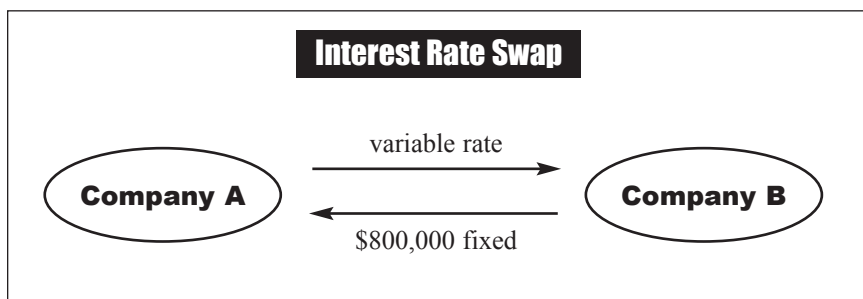 Interest Rate Swap
variable rate
Company A
Company B
$800,000 fixed